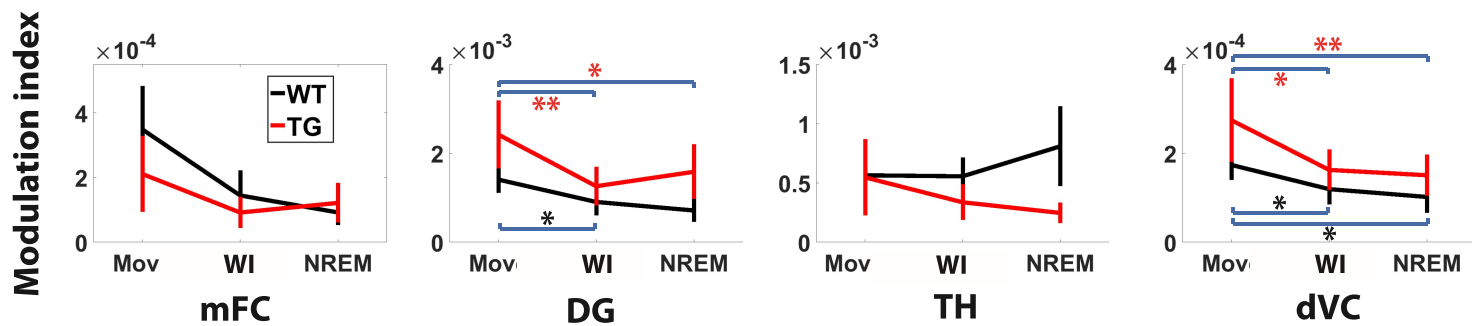 Modulation index
×10-4
4
2
0
WT
TG
Mov
WI
NREM
mFC
×10-3
4
2
0
*
**
*
Mov
WI
NREM
DG
×10-3
1.5
1
0.5
0
Mov
WI
NREM
TH
×10-4
4
2
0
**
*
*
*
Mov
WI
NREM
dVC